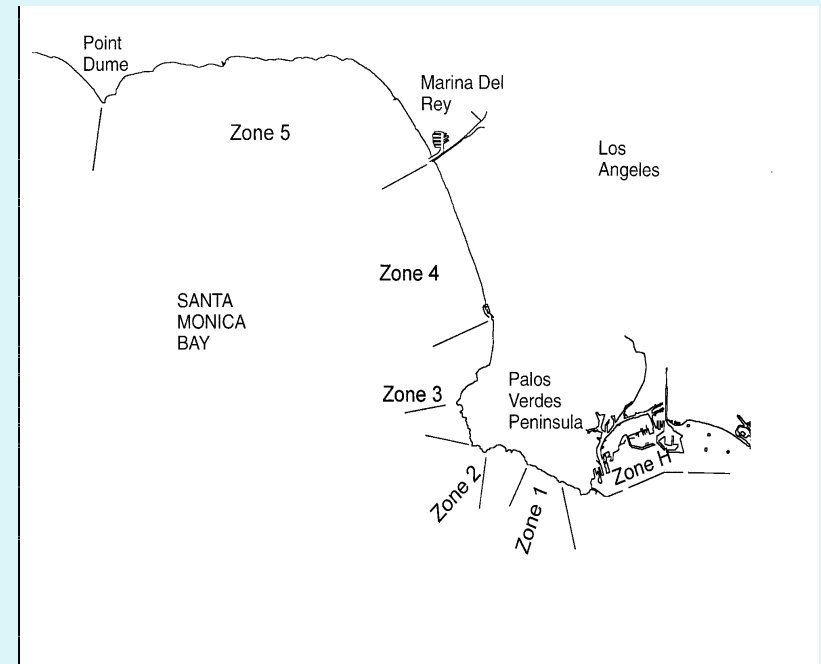 Point
Dume
Marina Del
Rey
Zone 5
Los
Angeles
Zone 4
SANTA
MONICA
BAY
Palos
Verdes
Peninsula
Zone 3
Zone H
Zone 2
Zone 1